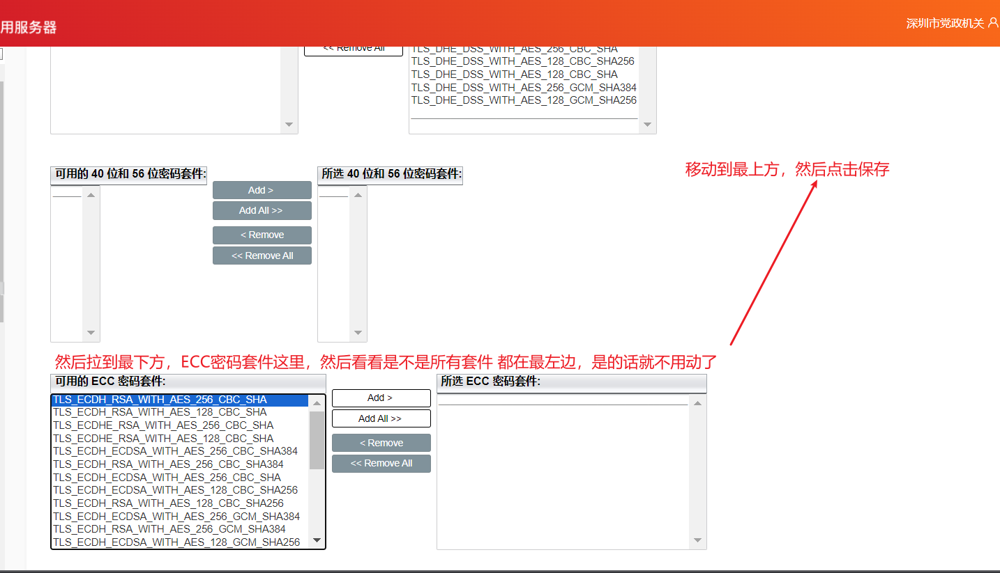 用服务器
深圳市党政机关
<< Remove All
TLS_DHE_DSS_WITH_AES_256_CBC_SHA
TLS_DHE_DSS_WITH_AES_128_CBC_SHA256
TLS_DHE_DSS_WITH_AES_128_CBC_SHA
TLS_DHE_DSS_WITH_AES_256_GCM_SHA384
TLS_DHE_DSS_WITH_AES_128_GCM_SHA256
移动到最上方，然后点击保存
可用的 40 位和 56 位密码套件:
Add >
Add All >>
< Remove
<< Remove All
所选 40 位和 56 位密码套件:
然后拉到最下方，ECC密码套件这里，然后看看是不是所有套件 都在最左边，是的话就不用动了
可用的 ECC 密码套件:
TLS_ECDH_RSA_WITH_AES_256_CBC_SHA
TLS_ECDH_RSA_WITH_AES_128_CBC_SHA
TLS_ECDHE_RSA_WITH_AES_256_CBC_SHA
TLS_ECDHE_RSA_WITH_AES_128_CBC_SHA
TLS_ECDH_ECDSA_WITH_AES_256_CBC_SHA384
TLS_ECDH_RSA_WITH_AES_256_CBC_SHA384
TLS_ECDH_ECDSA_WITH_AES_256_CBC_SHA
TLS_ECDH_ECDSA_WITH_AES_128_CBC_SHA256
TLS_ECDH_RSA_WITH_AES_128_CBC_SHA256
TLS_ECDH_ECDSA_WITH_AES_256_GCM_SHA384
TLS_ECDH_RSA_WITH_AES_256_GCM_SHA384
TLS_ECDH_ECDSA_WITH_AES_128_GCM_SHA256
Add >
Add All >>
< Remove
<< Remove All
所选 ECC 密码套件: